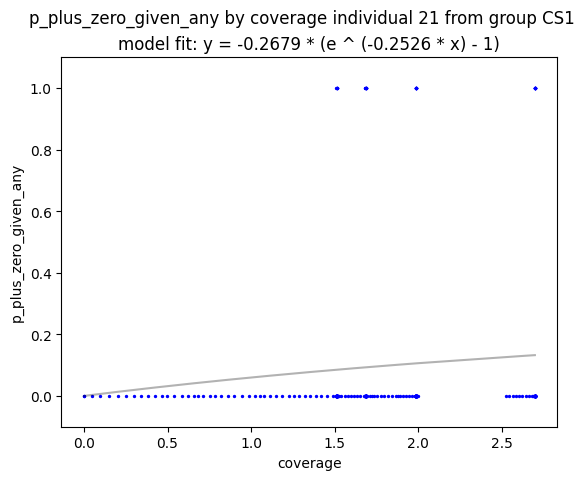 p_plus_zero_given_any by coverage individual 21 from group CS1
model fit: y = -0.2679 * (e ^ (-0.2526 * x) - 1)
1.0
0.8
0.6
0.4
0.2
0.0
p_plus_zero_given_any
0.0 0.5 1.0 1.5 2.0 2.5
coverage